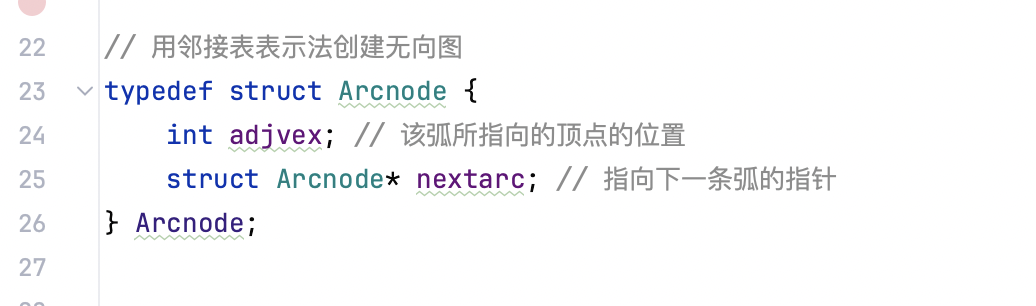 22 // 用邻接表表示法创建无向图
23 typedef struct Arcnode {
24     int adjvex; // 该弧所指向的顶点的位置
25     struct Arcnode* nextarc; // 指向下一条弧的指针
26 } Arcnode;
27